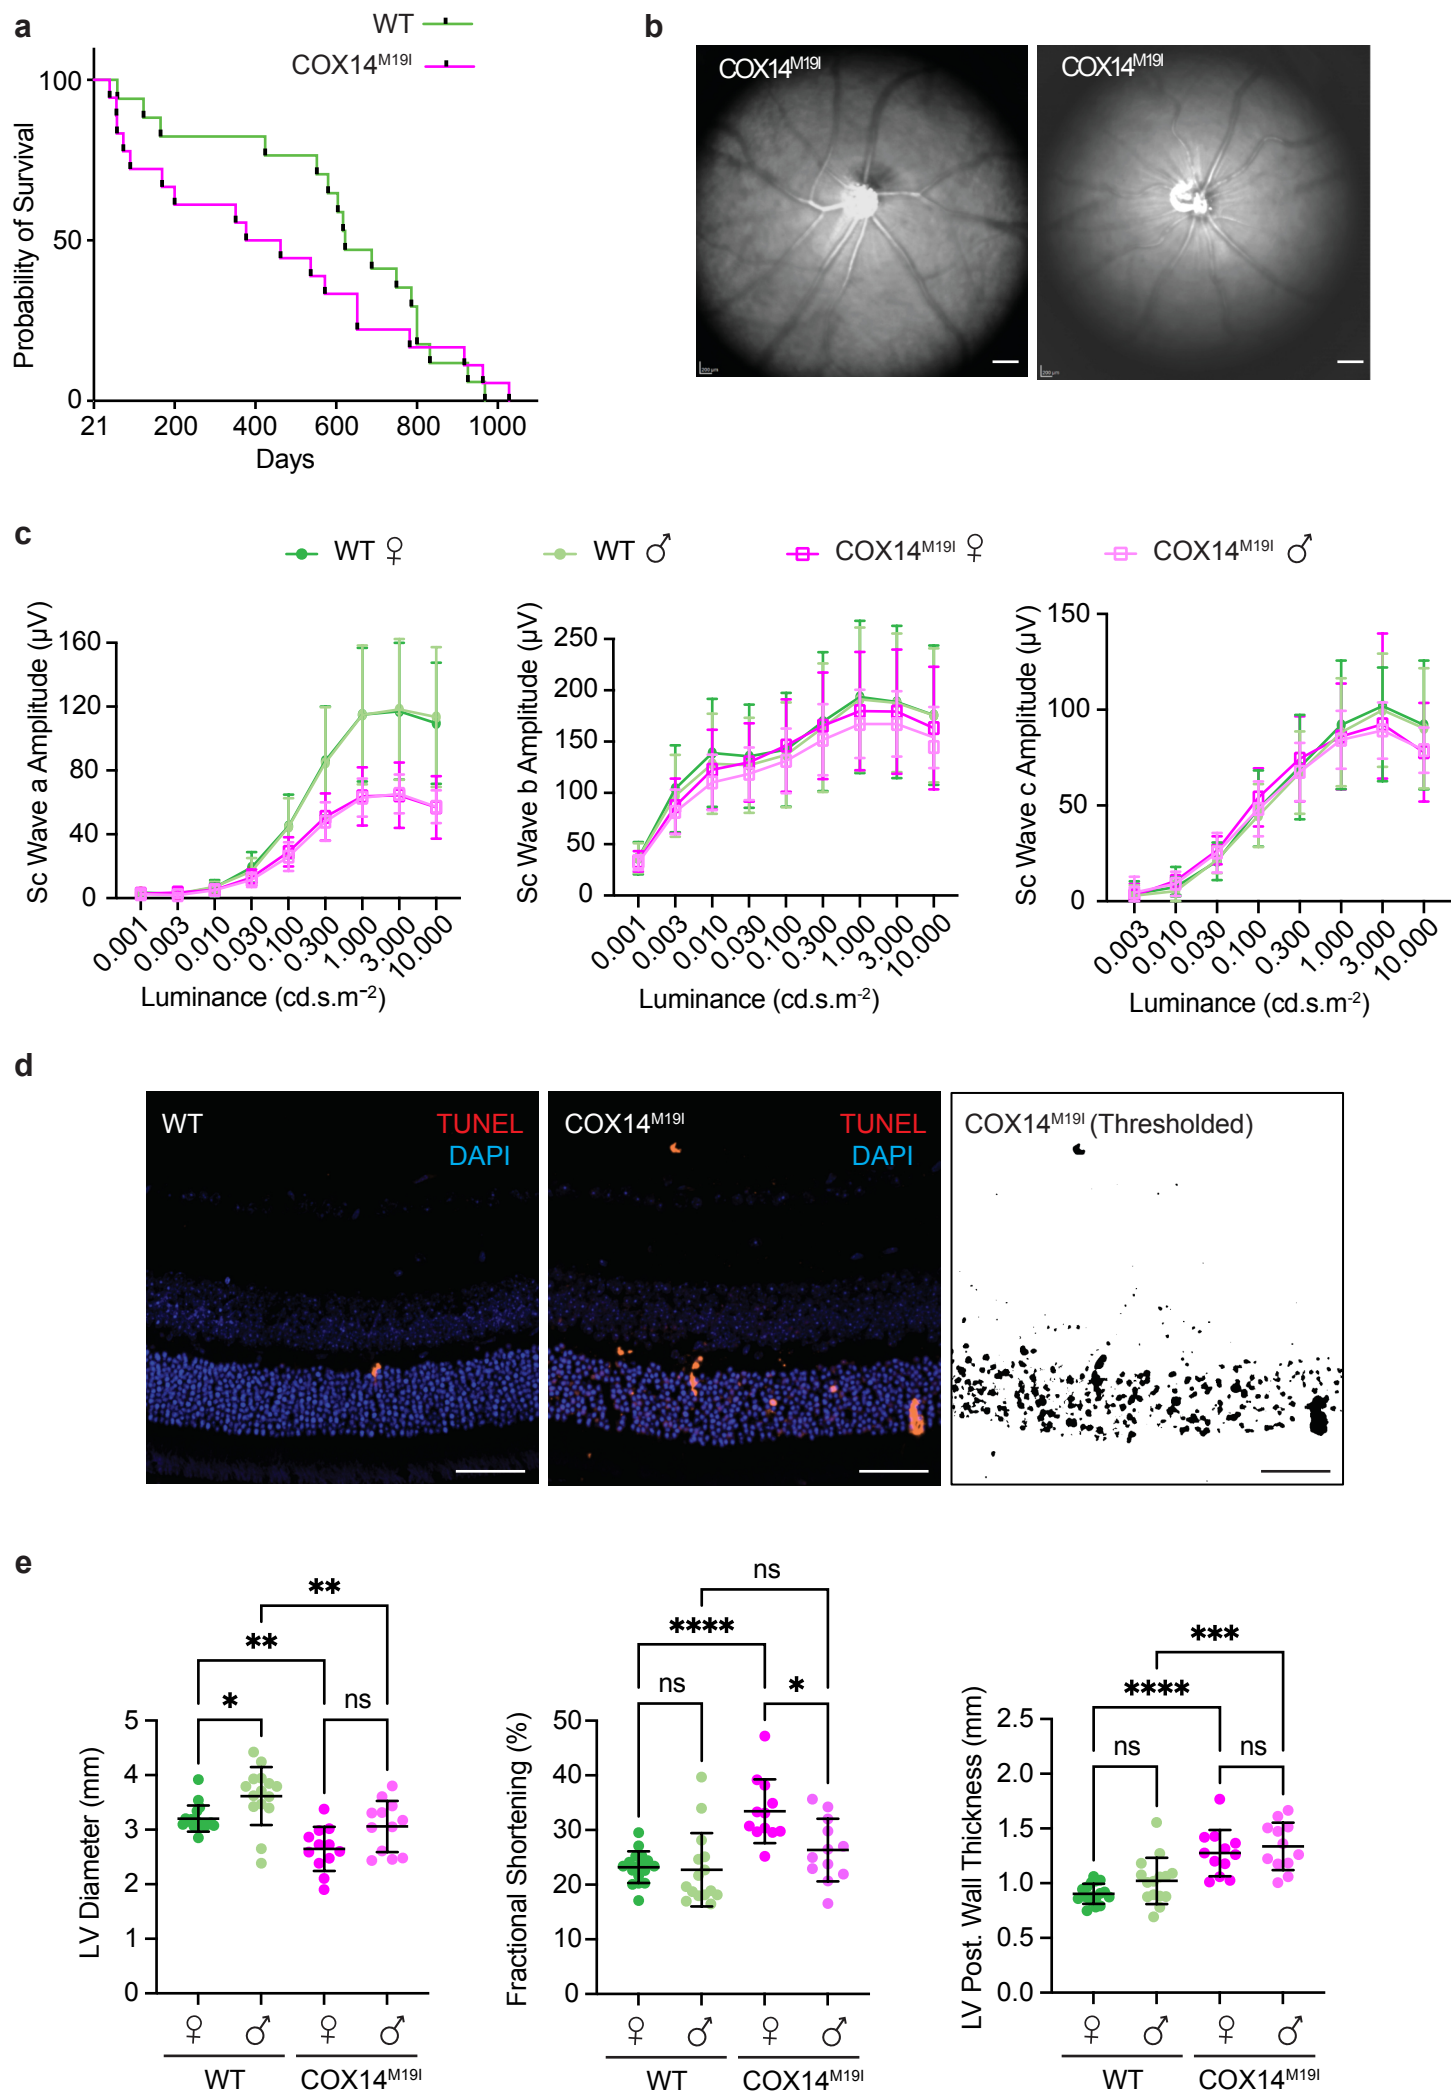 a
WT
COX14M19I
Probability of Survival
100
50
0
21 200 400 600 800 1000
Days
b
COX14M19I
200 µm
COX14M19I
200 µm
c
WT ♀ WT ♂ COX14M19I ♀ COX14M19I ♂
Sc Wave a Amplitude (µV)
160
120
80
40
0
0.001 0.003 0.010 0.030 0.100 0.300 1.000 3.000 10.000
Luminance (cd.s.m−2)
Sc Wave b Amplitude (µV)
250
200
150
100
50
0
0.001 0.003 0.010 0.030 0.100 0.300 1.000 3.000 10.000
Luminance (cd.s.m-2)
Sc Wave c Amplitude (µV)
150
100
50
0
0.003 0.010 0.030 0.100 0.300 1.000 3.000 10.000
Luminance (cd.s.m-2)
d
WT
TUNEL
DAPI
COX14M19I
TUNEL
DAPI
COX14M19I (Thresholded)
e
**
**
*
ns
LV Diameter (mm)
5
4
3
2
1
0
♀ ♂ ♀ ♂
WT COX14M19I
ns
****
ns
*
Fractional Shortening (%)
50
40
30
20
10
0
♀ ♂ ♀ ♂
WT COX14M19I
***
****
ns
ns
LV Post. Wall Thickness (mm)
2.5
2.0
1.5
1.0
0.5
0.0
♀ ♂ ♀ ♂
WT COX14M19I